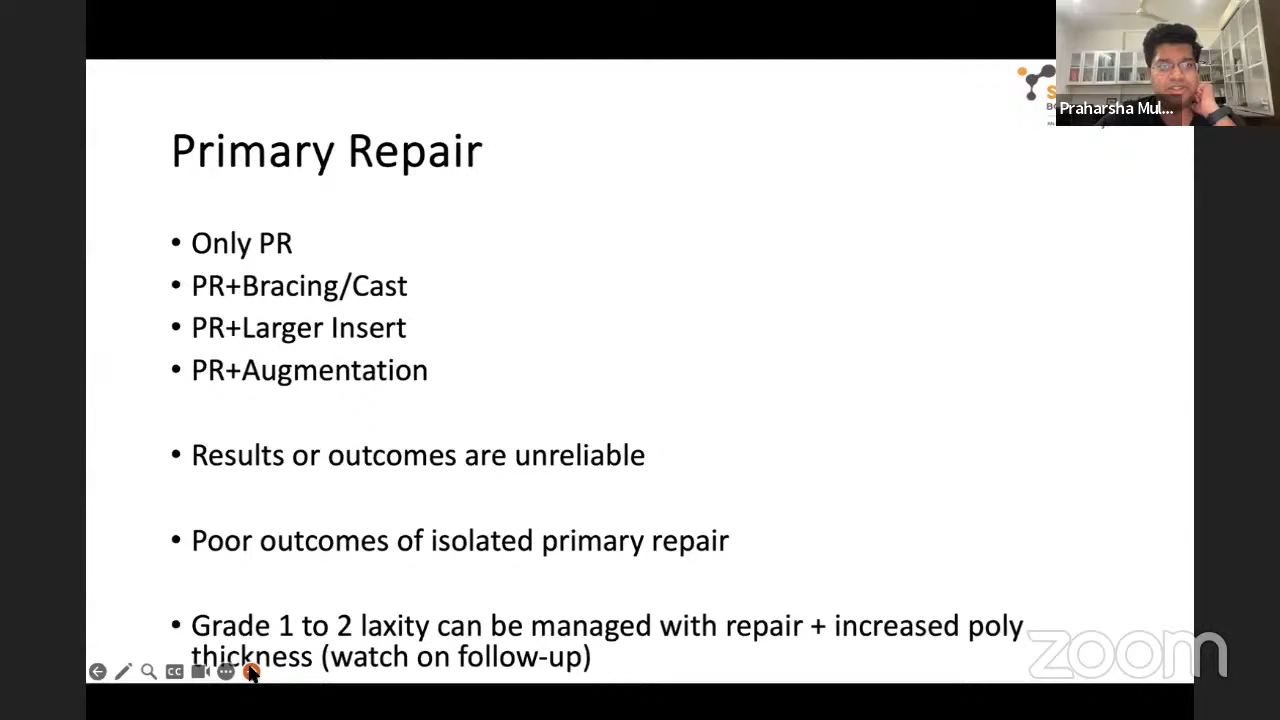 Primary Repair
• Only PR
• PR+Bracing/Cast
• PR+Larger Insert
• PR+Augmentation
• Results or outcomes are unreliable
• Poor outcomes of isolated primary repair
• Grade 1 to 2 laxity can be managed with repair + increased poly
thickness (watch on follow-up)
Praharsha Mul...
CC
zoom